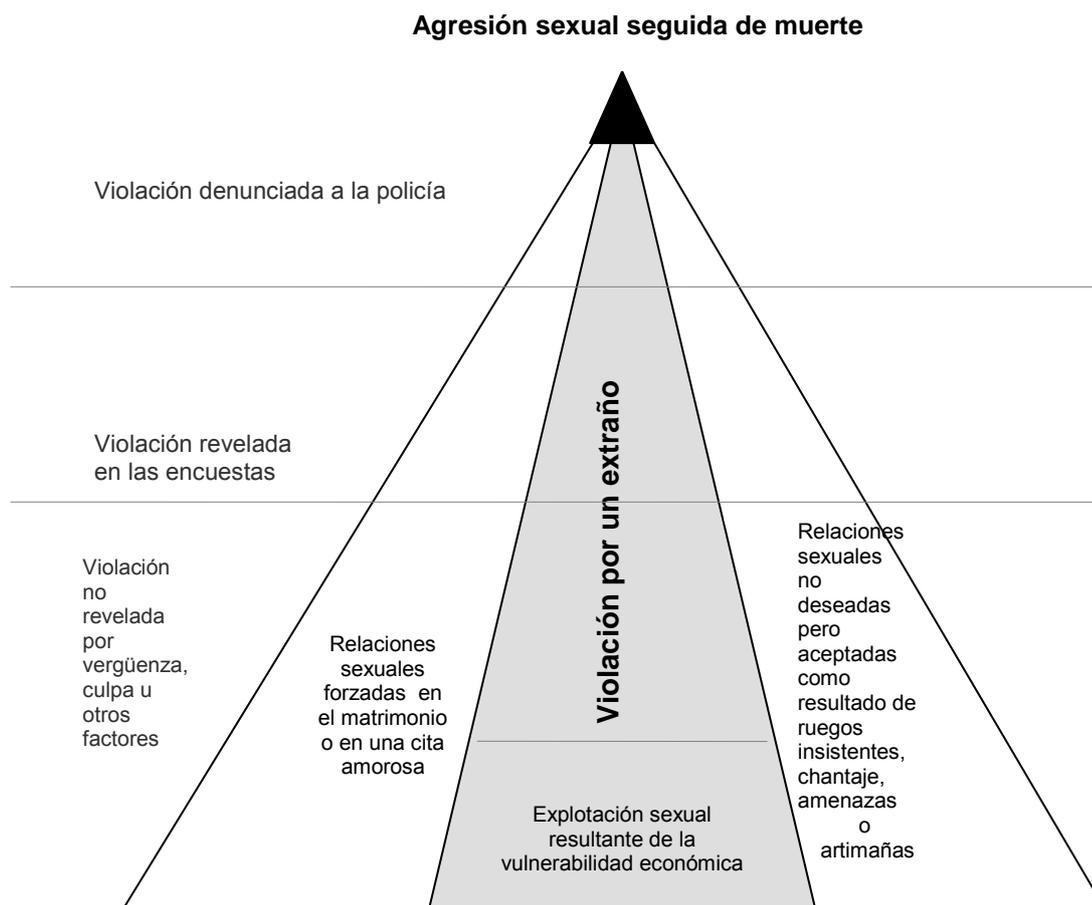 Agresión sexual seguida de muerte
Violación denunciada a la policía
Violación revelada
en las encuestas
Violación
no
revelada
por
vergüenza,
culpa u
otros
factores
Relaciones
sexuales
forzadas en
el matrimonio
o en una cita
amorosa
Violación por un extraño
Explotación sexual
resultante de la
vulnerabilidad económica
Relaciones
sexuales
no
deseadas
pero
aceptadas
como
resultado de
ruegos
insistentes,
chantaje,
amenazas
o
artimañas